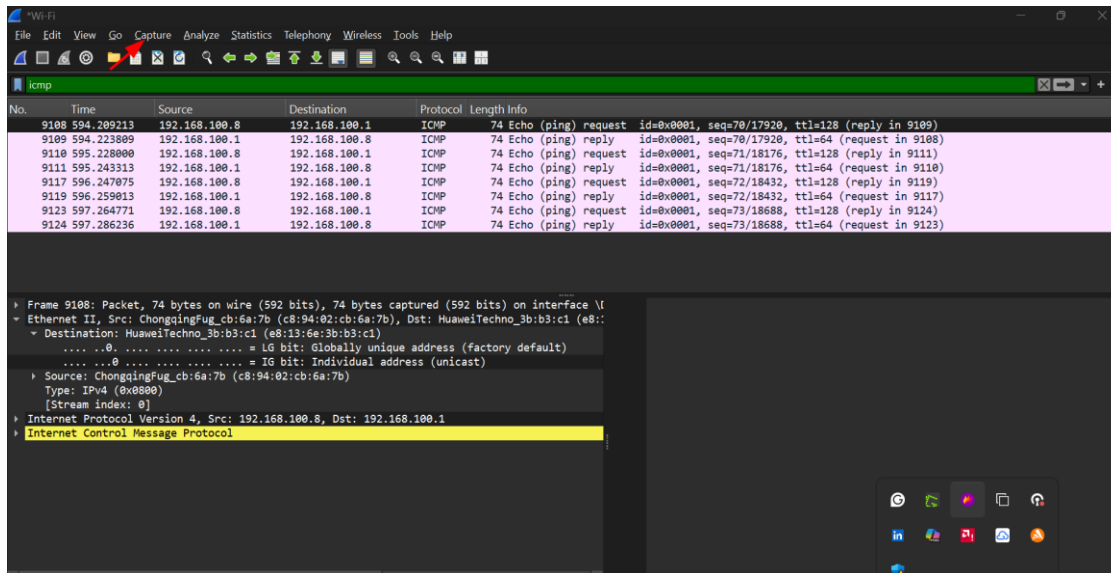 *Wi-Fi
File Edit View Go Capture Analyze Statistics Telephony Wireless Tools Help
icmp
No. Time Source Destination Protocol Length Info
9108 594.209213 192.168.100.8 192.168.100.1 ICMP 74 Echo (ping) request id=0x0001, seq=70/17920, ttl=128 (reply in 9109)
9109 594.223809 192.168.100.1 192.168.100.8 ICMP 74 Echo (ping) reply id=0x0001, seq=70/17920, ttl=64 (request in 9108)
9110 595.228000 192.168.100.8 192.168.100.1 ICMP 74 Echo (ping) request id=0x0001, seq=71/18176, ttl=128 (reply in 9111)
9111 595.243313 192.168.100.1 192.168.100.8 ICMP 74 Echo (ping) reply id=0x0001, seq=71/18176, ttl=64 (request in 9110)
9117 596.247075 192.168.100.8 192.168.100.1 ICMP 74 Echo (ping) request id=0x0001, seq=72/18432, ttl=128 (reply in 9119)
9119 596.259013 192.168.100.1 192.168.100.8 ICMP 74 Echo (ping) reply id=0x0001, seq=72/18432, ttl=64 (request in 9117)
9123 597.264771 192.168.100.8 192.168.100.1 ICMP 74 Echo (ping) request id=0x0001, seq=73/18688, ttl=128 (reply in 9124)
9124 597.286236 192.168.100.1 192.168.100.8 ICMP 74 Echo (ping) reply id=0x0001, seq=73/18688, ttl=64 (request in 9123)
Frame 9108: Packet, 74 bytes on wire (592 bits), 74 bytes captured (592 bits) on interface \[
Ethernet II, Src: ChongqingFug_cb:6a:7b (c8:94:02:cb:6a:7b), Dst: HuaweiTechno_3b:b3:c1 (e8:1
Destination: HuaweiTechno_3b:b3:c1 (e8:13:6e:3b:b3:c1)
.... ..0. .... .... .... .... = LG bit: Globally unique address (factory default)
.... ...0 .... .... .... .... = IG bit: Individual address (unicast)
Source: ChongqingFug_cb:6a:7b (c8:94:02:cb:6a:7b)
Type: IPv4 (0x0800)
[Stream index: 0]
Internet Protocol Version 4, Src: 192.168.100.8, Dst: 192.168.100.1
Internet Control Message Protocol
in